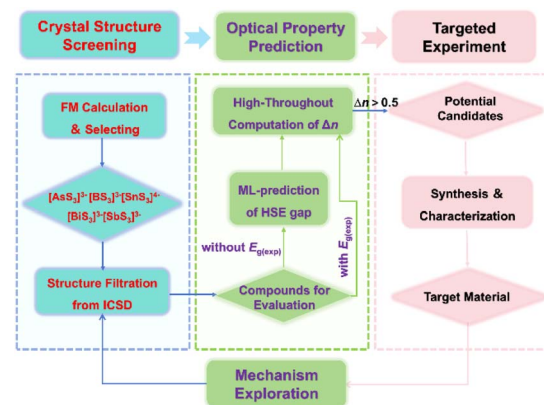 Crystal Structure
Screening
Optical Property
Prediction
Targeted
Experiment
FM Calculation
& Selecting
[AsS₃]³⁻[BS₃]³⁻[SnS₃]⁴⁻
[BiS₃]³⁻[SbS₃]³⁻
Structure Filtration
from ICSD
High-Throughout
Computation of Δn
Δn > 0.5
ML-prediction
of HSE gap
without Eg(exp)
with Eg(exp)
Compounds for
Evaluation
Potential
Candidates
Synthesis &
Characterization
Target Material
Mechanism
Exploration